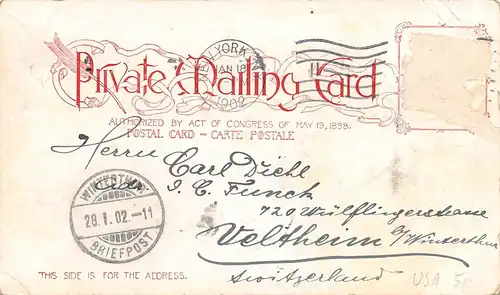 NEW YORK
JAN 18
1902
Private Mailing Card
AUTHORIZED BY ACT OF CONGRESS OF MAY 19, 1898.
POSTAL CARD – CARTE POSTALE
Herrn Carl Diehl
J. C. Funck
720 Wülflingerstrasse
Veltheim b/Winterthur
Switzerland
WINTERTHUR
28.I.02.-11
BRIEFPOST
THIS SIDE IS FOR THE ADDRESS.
USA 5.-